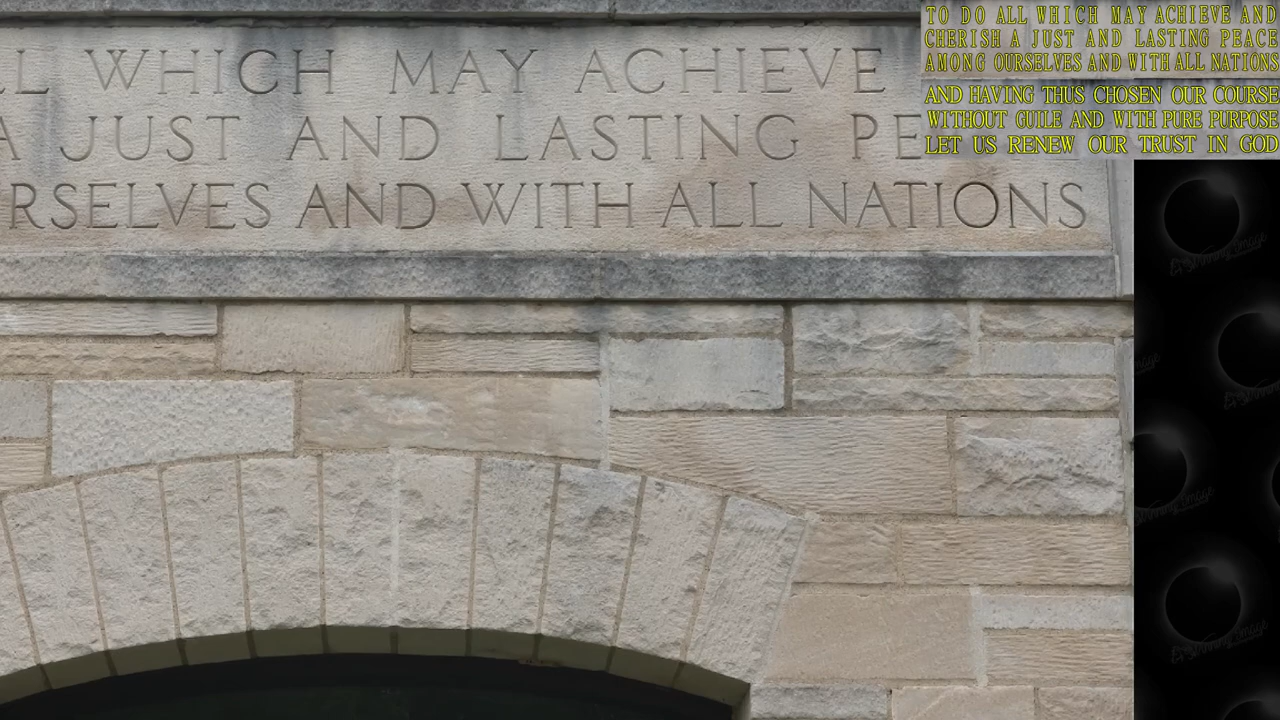 LL WHICH MAY ACHIEVE
A JUST AND LASTING PE
RSELVES AND WITH ALL NATIONS
TO DO ALL WHICH MAY ACHIEVE AND
CHERISH A JUST AND LASTING PEACE
AMONG OURSELVES AND WITH ALL NATIONS
AND HAVING THUS CHOSEN OUR COURSE
WITHOUT GUILE AND WITH PURE PURPOSE
LET US RENEW OUR TRUST IN GOD